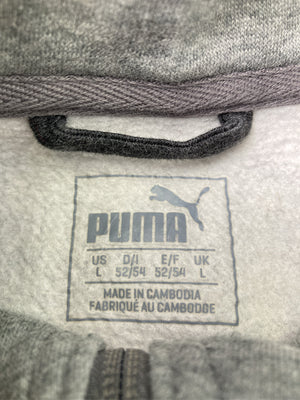 PUMA
US D/I E/F UK
L 52/54 52/54 L
MADE IN CAMBODIA
FABRIQUÉ AU CAMBODGE